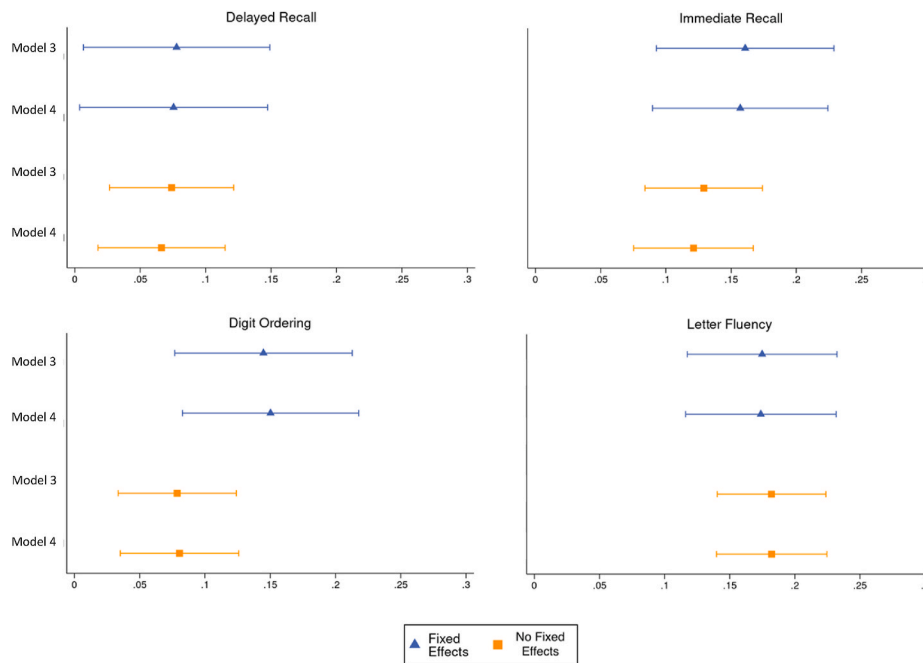 Delayed Recall
Model 3
Model 4
Model 3
Model 4
0 .05 .1 .15 .2 .25 .3
Immediate Recall
0 .05 .1 .15 .2 .25
Digit Ordering
Model 3
Model 4
Model 3
Model 4
0 .05 .1 .15 .2 .25 .3
Letter Fluency
0 .05 .1 .15 .2 .25
Fixed
Effects
No Fixed
Effects